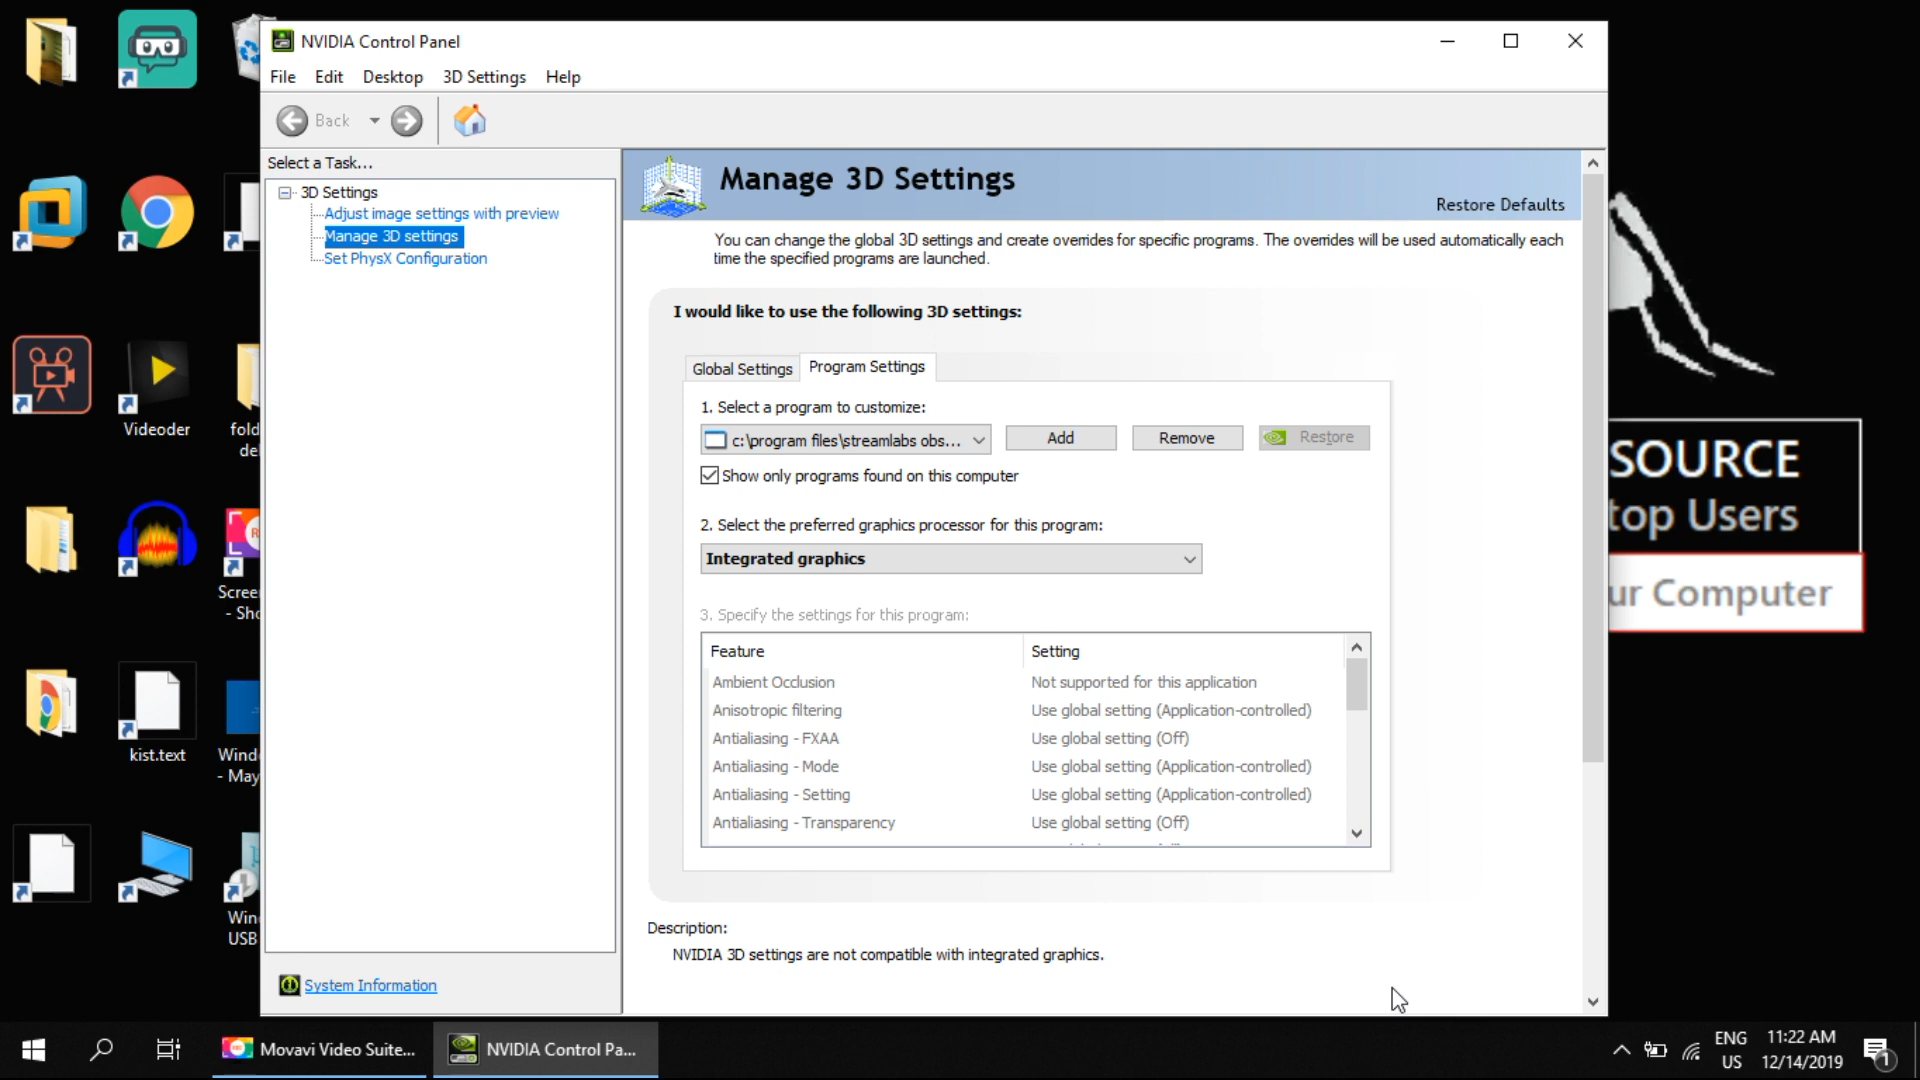 NVIDIA Control Panel
File Edit Desktop 3D Settings Help
Back
Select a Task...
3D Settings
Adjust image settings with preview
Manage 3D settings
Set PhysX Configuration
System Information
Manage 3D Settings
Restore Defaults
You can change the global 3D settings and create overrides for specific programs. The overrides will be used automatically each
time the specified programs are launched.
I would like to use the following 3D settings:
Global Settings Program Settings
1. Select a program to customize:
c:\program files\streamlabs obs... Add Remove Restore
Show only programs found on this computer
2. Select the preferred graphics processor for this program:
Integrated graphics
3. Specify the settings for this program:
Feature Setting
Ambient Occlusion Not supported for this application
Anisotropic filtering Use global setting (Application-controlled)
Antialiasing - FXAA Use global setting (Off)
Antialiasing - Mode Use global setting (Application-controlled)
Antialiasing - Setting Use global setting (Application-controlled)
Antialiasing - Transparency Use global setting (Off)
Description:
NVIDIA 3D settings are not compatible with integrated graphics.
Videoder
fold
de
Scree
- Sho
kist.text
Wind
- May
Win
USB
SOURCE
top Users
ur Computer
Movavi Video Suite... NVIDIA Control Pa...
ENG
US
11:22 AM
12/14/2019
1